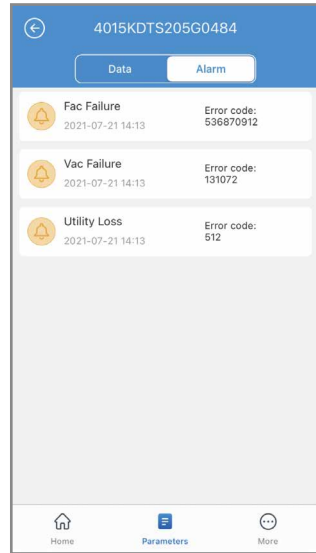 4015KDTS205G0484
Data
Alarm
Fac Failure
2021-07-21 14:13
Error code:
536870912
Vac Failure
2021-07-21 14:13
Error code:
131072
Utility Loss
2021-07-21 14:13
Error code:
512
Home
Parameters
More